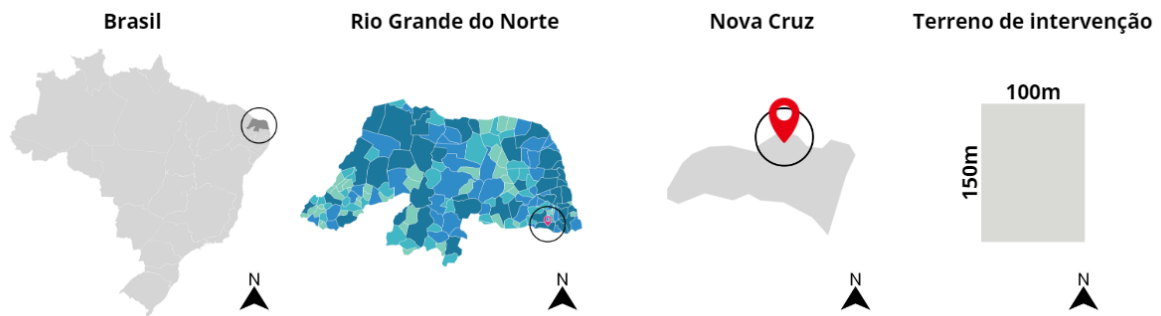 Brasil
Rio Grande do Norte
Nova Cruz
Terreno de intervenção
100m
150m
N
N
N
N